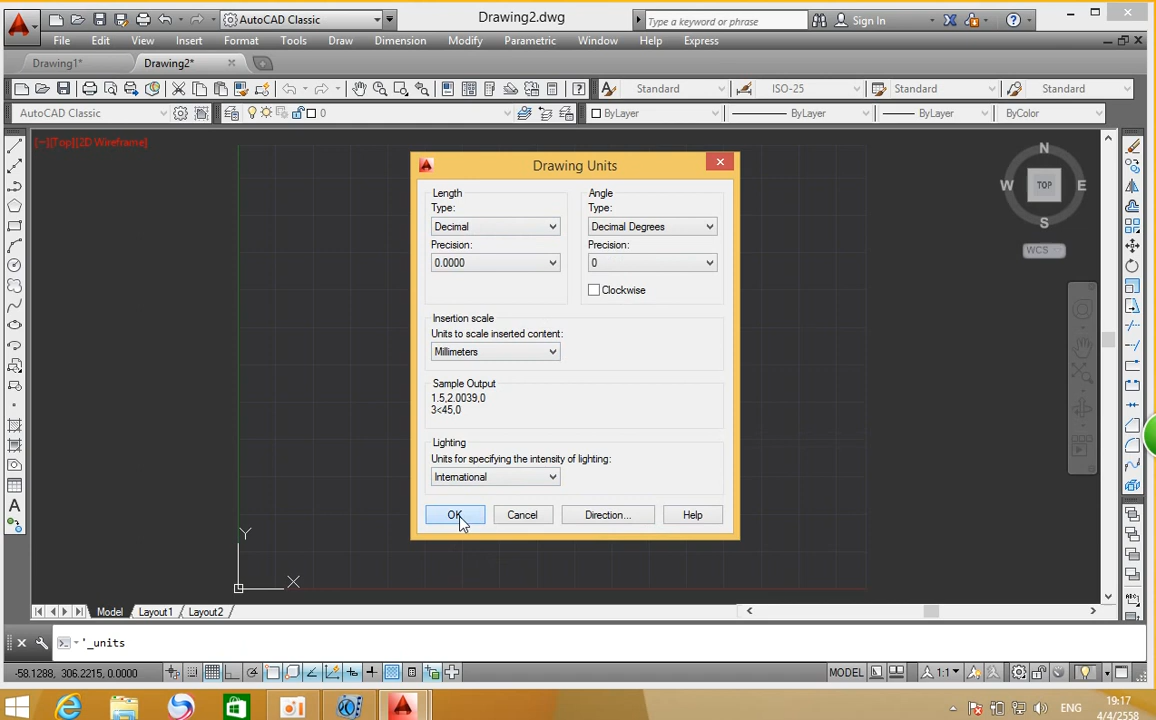 AutoCAD Classic
Drawing2.dwg
Type a keyword or phrase
Sign In
File Edit View Insert Format Tools Draw Dimension Modify Parametric Window Help Express
Drawing1*
Drawing2*
Standard
ISO-25
Standard
Standard
AutoCAD Classic
0
ByLayer
ByLayer
ByLayer
ByColor
[−][Top][2D Wireframe]
N
W
TOP
E
S
WCS
Drawing Units
Length
Type:
Decimal
Precision:
0.0000
Angle
Type:
Decimal Degrees
Precision:
0
Clockwise
Insertion scale
Units to scale inserted content:
Millimeters
Sample Output
1.5,2.0039,0
3<45,0
Lighting
Units for specifying the intensity of lighting:
International
OK
Cancel
Direction...
Help
Y
X
Model
Layout1
Layout2
'_units
-58.1288, 306.2215, 0.0000
MODEL
1:1
ENG
19:17
4/4/2558